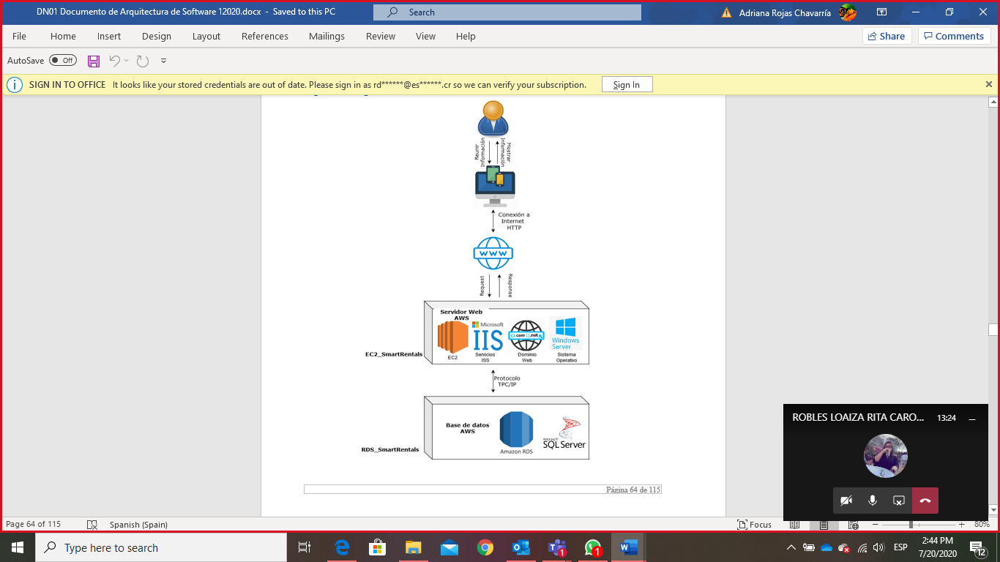 DN01 Documento de Arquitectura de Software 12020.docx - Saved to this PC
Search
Adriana Rojas Chavarría
File Home Insert Design Layout References Mailings Review View Help
Share
Comments
AutoSave Off
SIGN IN TO OFFICE It looks like your stored credentials are out of date. Please sign in as rd******@es******.cr so we can verify your subscription.
Sign In
Reunir
Información
Mostrar
Información
Conexión a
Internet
HTTP
WWW
Request
Response
Servidor Web
AWS
Microsoft
IIS
.com .net
Windows
Server
EC2
Servicios
ISS
Dominio
Web
Sistema
Operativo
EC2_SmartRentals
Protocolo
TPC/IP
Base de datos
AWS
Amazon RDS
Microsoft
SQL Server
RDS_SmartRentals
Página 64 de 115
ROBLES LOAIZA RITA CARO... 13:24
Page 64 of 115
Spanish (Spain)
Focus
80%
Type here to search
1
1
ESP
2:44 PM
7/20/2020
12